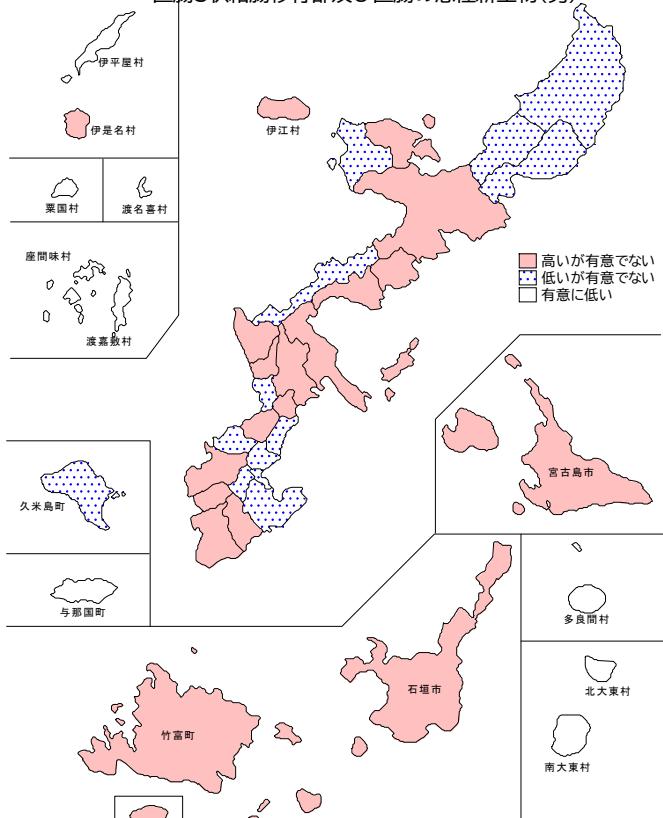 伊平屋村
伊是名村
伊江村
粟国村
渡名喜村
座間味村
渡嘉敷村
高いが有意でない
低いが有意でない
有意に低い
宮古島市
久米島町
与那国町
多良間村
石垣市
北大東村
竹富町
南大東村